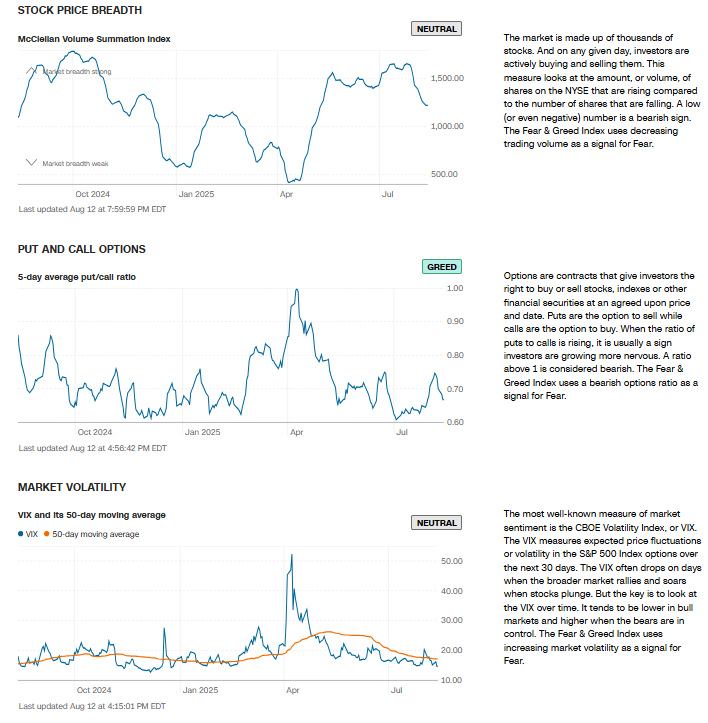 STOCK PRICE BREADTH
NEUTRAL
McClellan Volume Summation Index
Market breadth strong
1,500.00
1,000.00
Market breadth weak
500.00
Oct 2024
Jan 2025
Apr
Jul
Last updated Aug 12 at 7:59:59 PM EDT
The market is made up of thousands of
stocks. And on any given day, investors are
actively buying and selling them. This
measure looks at the amount, or volume, of
shares on the NYSE that are rising compared
to the number of shares that are falling. A low
(or even negative) number is a bearish sign.
The Fear & Greed Index uses decreasing
trading volume as a signal for Fear.
PUT AND CALL OPTIONS
GREED
5-day average put/call ratio
1.00
0.90
0.80
0.70
0.60
Oct 2024
Jan 2025
Apr
Jul
Last updated Aug 12 at 4:56:42 PM EDT
Options are contracts that give investors the
right to buy or sell stocks, indexes or other
financial securities at an agreed upon price
and date. Puts are the option to sell while
calls are the option to buy. When the ratio of
puts to calls is rising, it is usually a sign
investors are growing more nervous. A ratio
above 1 is considered bearish. The Fear &
Greed Index uses a bearish options ratio as a
signal for Fear.
MARKET VOLATILITY
VIX and its 50-day moving average
NEUTRAL
VIX
50-day moving average
50.00
40.00
30.00
20.00
10.00
Oct 2024
Jan 2025
Apr
Jul
Last updated Aug 12 at 4:15:01 PM EDT
The most well-known measure of market
sentiment is the CBOE Volatility Index, or VIX.
The VIX measures expected price fluctuations
or volatility in the S&P 500 Index options over
the next 30 days. The VIX often drops on days
when the broader market rallies and soars
when stocks plunge. But the key is to look at
the VIX over time. It tends to be lower in bull
markets and higher when the bears are in
control. The Fear & Greed Index uses
increasing market volatility as a signal for
Fear.